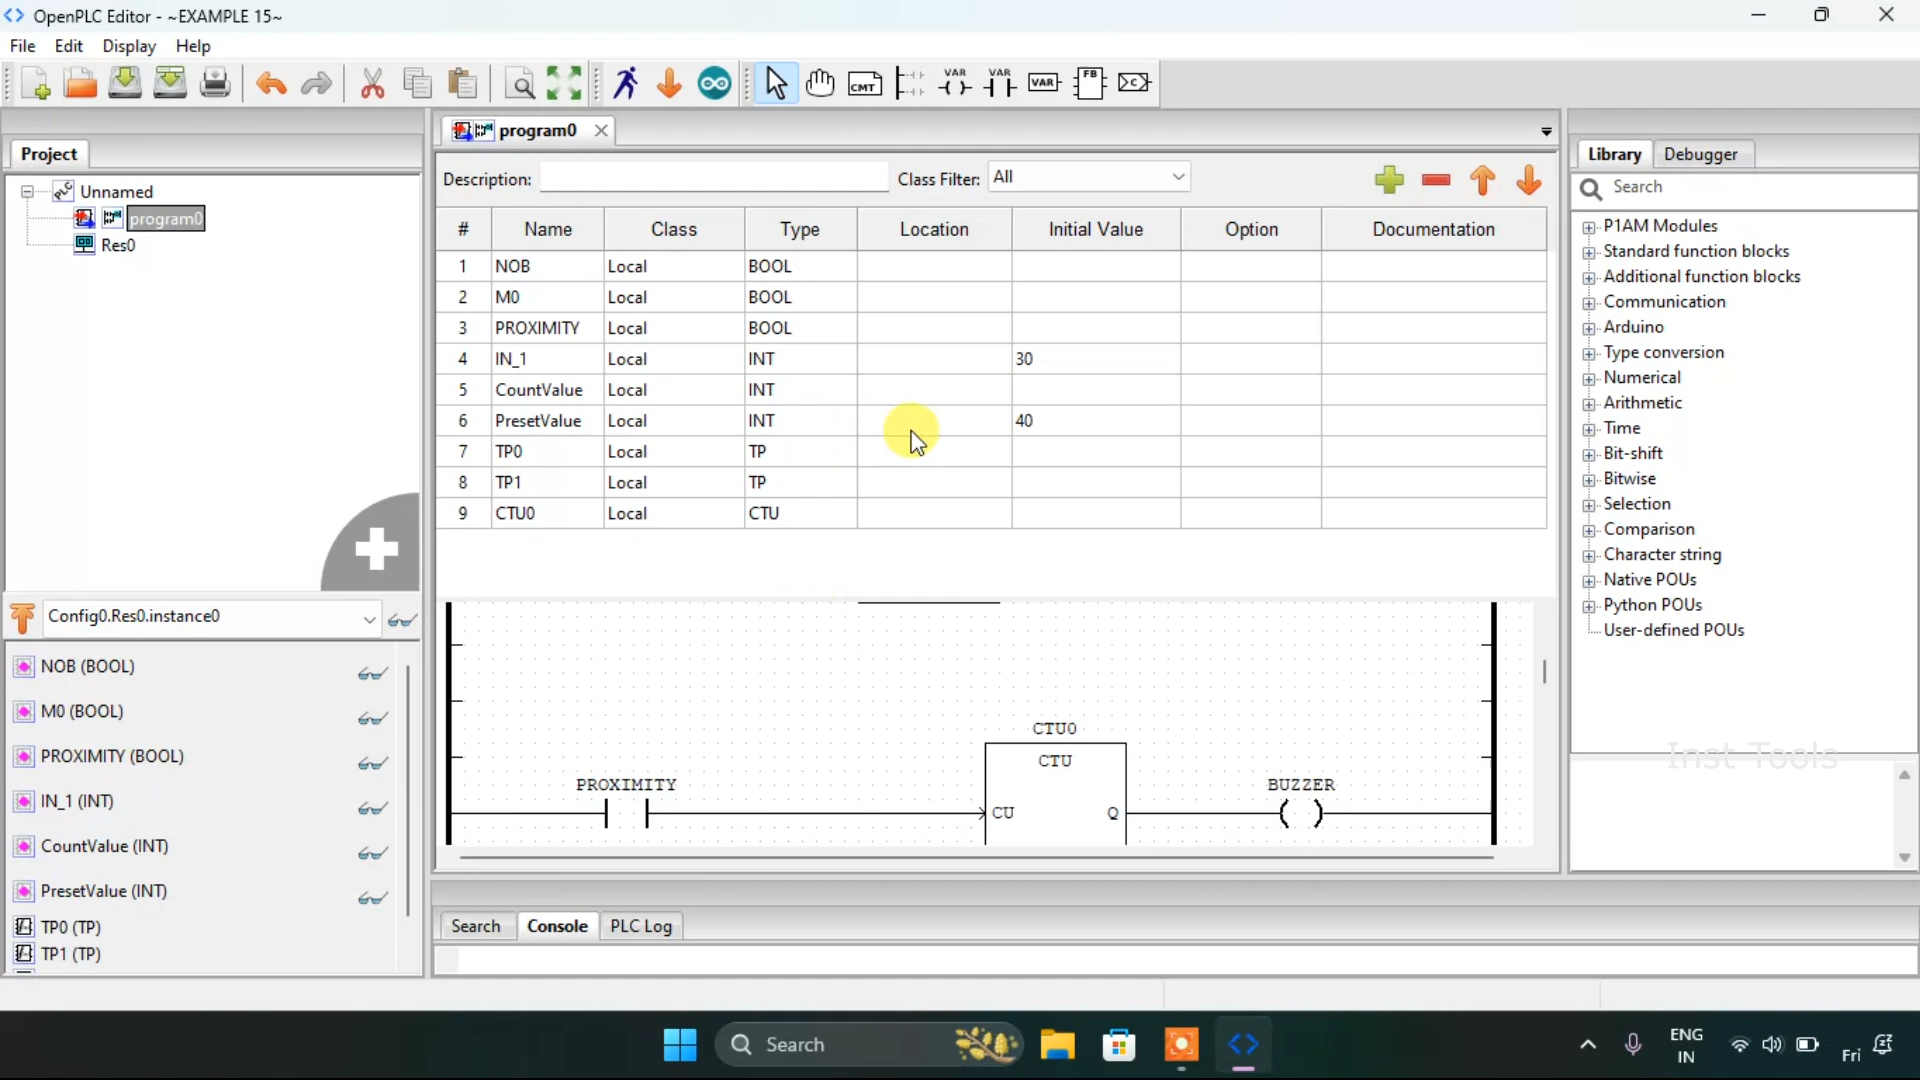 OpenPLC Editor - ~EXAMPLE 15~
File Edit Display Help
CMT VAR VAR VAR FB >C<
Project
Unnamed
program0
Res0
program0
Description: Class Filter: All
# Name Class Type Location Initial Value Option Documentation
1 NOB Local BOOL
2 M0 Local BOOL
3 PROXIMITY Local BOOL
4 IN_1 Local INT 30
5 CountValue Local INT
6 PresetValue Local INT 40
7 TP0 Local TP
8 TP1 Local TP
9 CTU0 Local CTU
Library Debugger
Search
P1AM Modules
Standard function blocks
Additional function blocks
Communication
Arduino
Type conversion
Numerical
Arithmetic
Time
Bit-shift
Bitwise
Selection
Comparison
Character string
Native POUs
Python POUs
User-defined POUs
Inst Tools
Config0.Res0.instance0
NOB (BOOL)
M0 (BOOL)
PROXIMITY (BOOL)
IN_1 (INT)
CountValue (INT)
PresetValue (INT)
TP0 (TP)
TP1 (TP)
CTU0
CTU
PROXIMITY BUZZER
CU Q
Search Console PLC Log
Search
ENG
IN
Fri